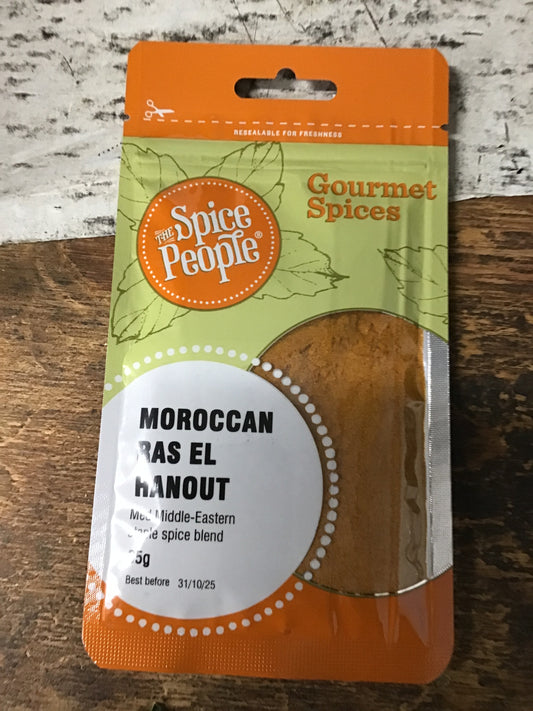 RESEALABLE FOR FRESHNESS
THE
Spice
People®
Gourmet
Spices
MOROCCAN
RAS EL
HANOUT
Middle-Eastern
spice blend
Best before 31/10/25